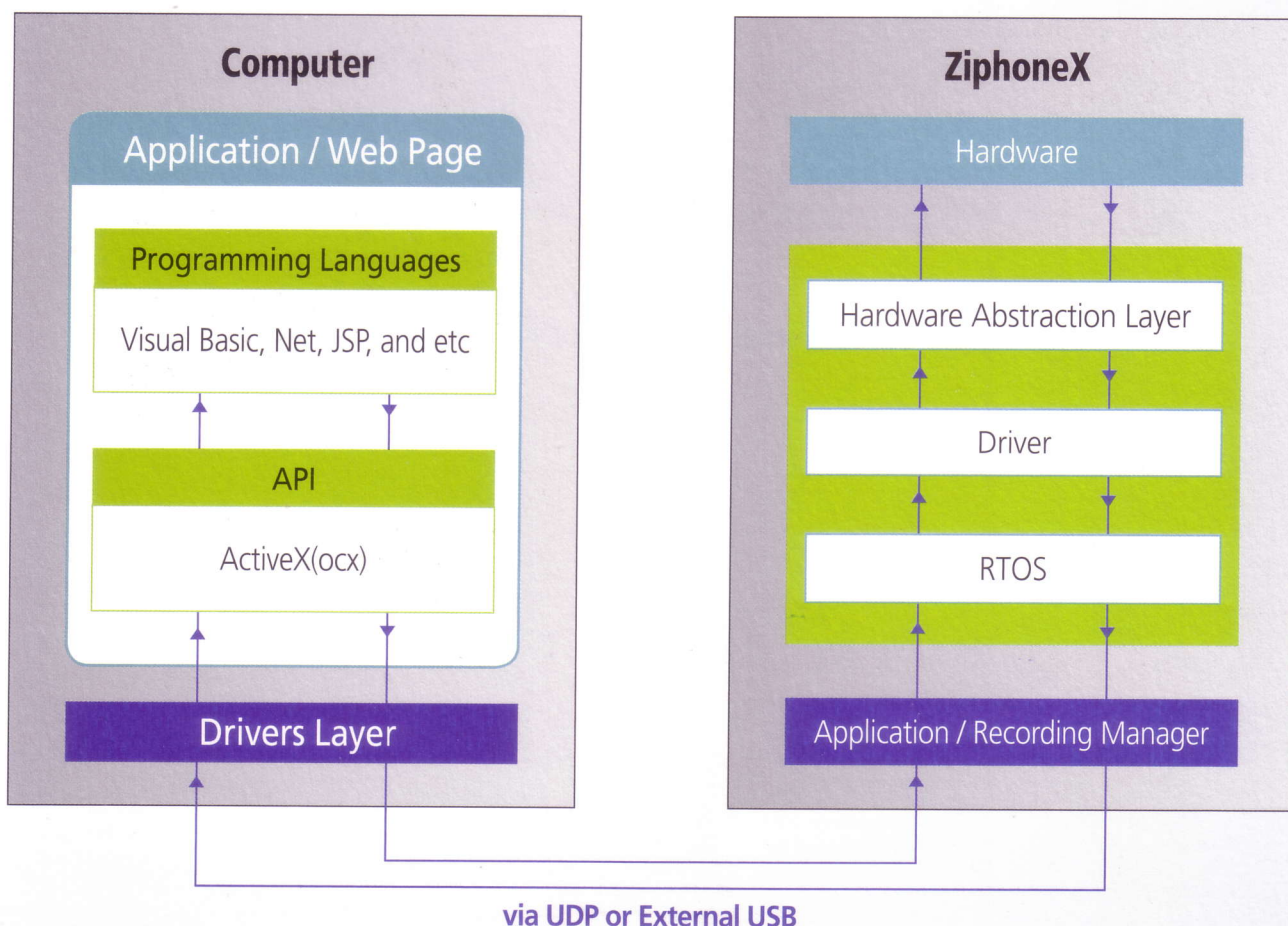 Computer
Application / Web Page
Programming Languages
Visual Basic, Net, JSP, and etc
API
ActiveX(ocx)
Drivers Layer
ZiphoneX
Hardware
Hardware Abstraction Layer
Driver
RTOS
Application / Recording Manager
via UDP or External USB